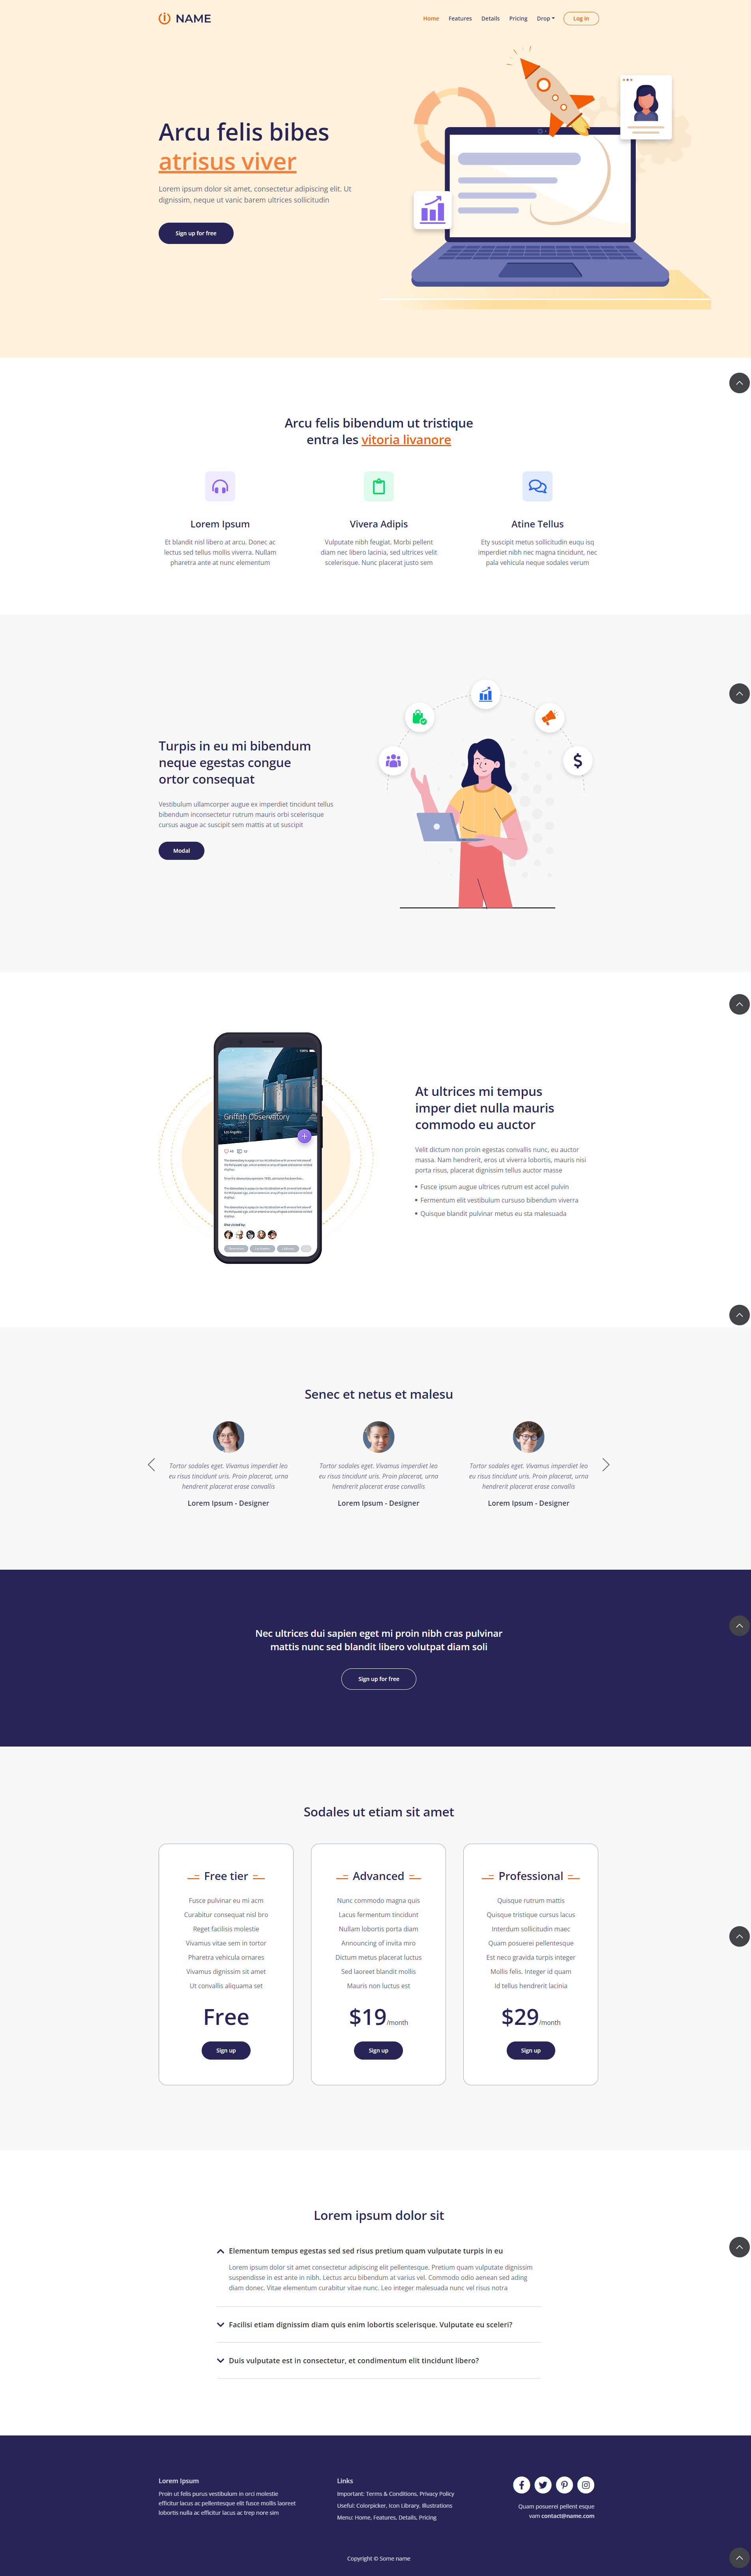 NAME
Home Features Details Pricing Drop Log in
Arcu felis bibes
atrisus viver
Lorem ipsum dolor sit amet, consectetur adipiscing elit. Ut
dignissim, neque ut vanic barem ultrices sollicitudin
Sign up for free
Arcu felis bibendum ut tristique
entra les vitoria livanore
Lorem Ipsum
Et blandit nisl libero at arcu. Donec ac
lectus sed tellus mollis viverra. Nullam
pharetra ante at nunc elementum
Vivera Adipis
Vulputate nibh feugiat. Morbi pellent
diam nec libero lacinia, sed ultrices velit
scelerisque. Nunc placerat justo sem
Atine Tellus
Ety suscipit metus sollicitudin euqu isq
imperdiet nibh nec magna tincidunt, nec
pala vehicula neque sodales verum
Turpis in eu mi bibendum
neque egestas congue
ortor consequat
Vestibulum ullamcorper augue ex imperdiet tincidunt tellus
bibendum inconsectetur rutrum mauris orbi scelerisque
cursus augue ac suscipit sem mattis at ut suscipit
Modal
100%
Griffith Observatory
Los Angeles
Also visited by:
At ultrices mi tempus
imper diet nulla mauris
commodo eu auctor
Velit dictum non proin egestas convallis nunc, eu auctor
massa. Nam hendrerit, eros ut viverra lobortis, mauris nisi
porta risus, placerat dignissim tellus auctor masse
Fusce ipsum augue ultrices rutrum est accel pulvin
Fermentum elit vestibulum cursuso bibendum viverra
Quisque blandit pulvinar metus eu sta malesuada
Senec et netus et malesu
Tortor sodales eget. Vivamus imperdiet leo
eu risus tincidunt uris. Proin placerat, urna
hendrerit placerat erase convallis
Lorem Ipsum - Designer
Tortor sodales eget. Vivamus imperdiet leo
eu risus tincidunt uris. Proin placerat, urna
hendrerit placerat erase convallis
Lorem Ipsum - Designer
Tortor sodales eget. Vivamus imperdiet leo
eu risus tincidunt uris. Proin placerat, urna
hendrerit placerat erase convallis
Lorem Ipsum - Designer
Nec ultrices dui sapien eget mi proin nibh cras pulvinar
mattis nunc sed blandit libero volutpat diam soli
Sign up for free
Sodales ut etiam sit amet
Free tier
Fusce pulvinar eu mi acm
Curabitur consequat nisl bro
Reget facilisis molestie
Vivamus vitae sem in tortor
Pharetra vehicula ornares
Vivamus dignissim sit amet
Ut convallis aliquama set
Free
Sign up
Advanced
Nunc commodo magna quis
Lacus fermentum tincidunt
Nullam lobortis porta diam
Announcing of invita mro
Dictum metus placerat luctus
Sed laoreet blandit mollis
Mauris non luctus est
$19/month
Sign up
Professional
Quisque rutrum mattis
Quisque tristique cursus lacus
Interdum sollicitudin maec
Quam posuerei pellentesque
Est neco gravida turpis integer
Mollis felis. Integer id quam
Id tellus hendrerit lacinia
$29/month
Sign up
Lorem ipsum dolor sit
Elementum tempus egestas sed sed risus pretium quam vulputate turpis in eu
Lorem ipsum dolor sit amet consectetur adipiscing elit pellentesque. Pretium quam vulputate dignissim
suspendisse in est ante in nibh. Lectus arcu bibendum at varius vel. Commodo odio aenean sed ading
diam donec. Vitae elementum curabitur vitae nunc. Leo integer malesuada nunc vel risus notra
Facilisi etiam dignissim diam quis enim lobortis scelerisque. Vulputate eu sceleri?
Duis vulputate est in consectetur, et condimentum elit tincidunt libero?
Lorem Ipsum
Proin ut felis purus vestibulum in orci molestie
efficitur lacus ac pellentesque elit fusce mollis laoreet
lobortis nulla ac efficitur lacus ac trep nore sim
Links
Important: Terms & Conditions, Privacy Policy
Useful: Colorpicker, Icon Library, Illustrations
Menu: Home, Features, Details, Pricing
Quam posuerei pellent esque
vam contact@name.com
Copyright © Some name